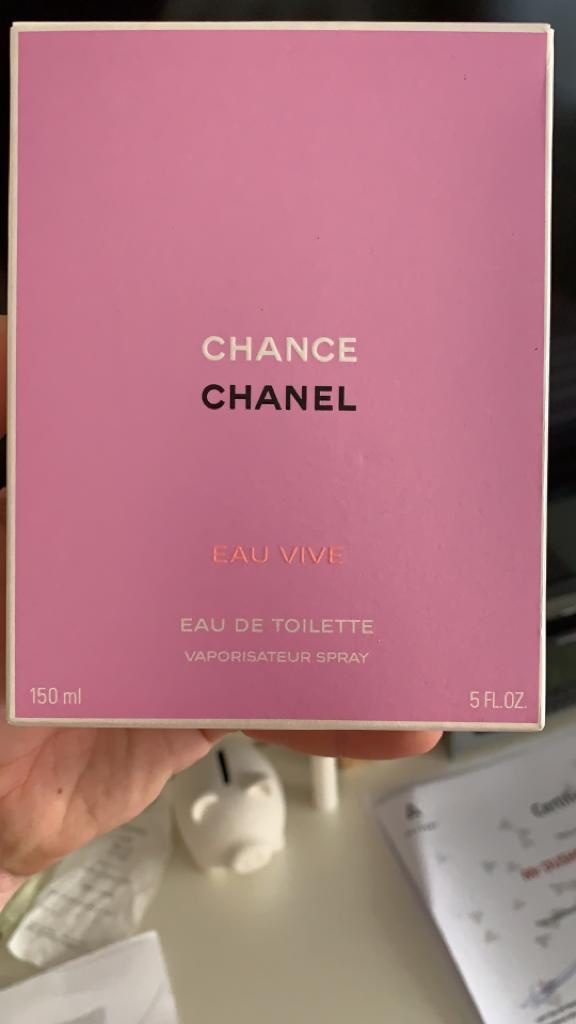 CHANCE
CHANEL
EAU VIVE
EAU DE TOILETTE
VAPORISATEUR SPRAY
150 ml
5 FL.OZ.